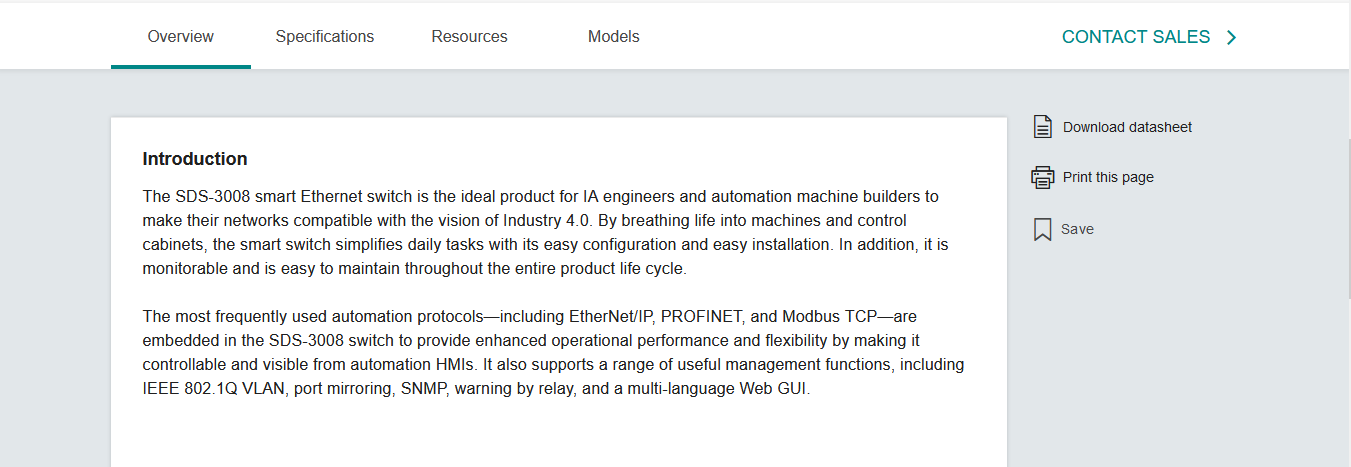 Overview
Specifications
Resources
Models
CONTACT SALES
Introduction
The SDS-3008 smart Ethernet switch is the ideal product for IA engineers and automation machine builders to
make their networks compatible with the vision of Industry 4.0. By breathing life into machines and control
cabinets, the smart switch simplifies daily tasks with its easy configuration and easy installation. In addition, it is
monitorable and is easy to maintain throughout the entire product life cycle.
The most frequently used automation protocols—including EtherNet/IP, PROFINET, and Modbus TCP—are
embedded in the SDS-3008 switch to provide enhanced operational performance and flexibility by making it
controllable and visible from automation HMIs. It also supports a range of useful management functions, including
IEEE 802.1Q VLAN, port mirroring, SNMP, warning by relay, and a multi-language Web GUI.
Download datasheet
Print this page
Save